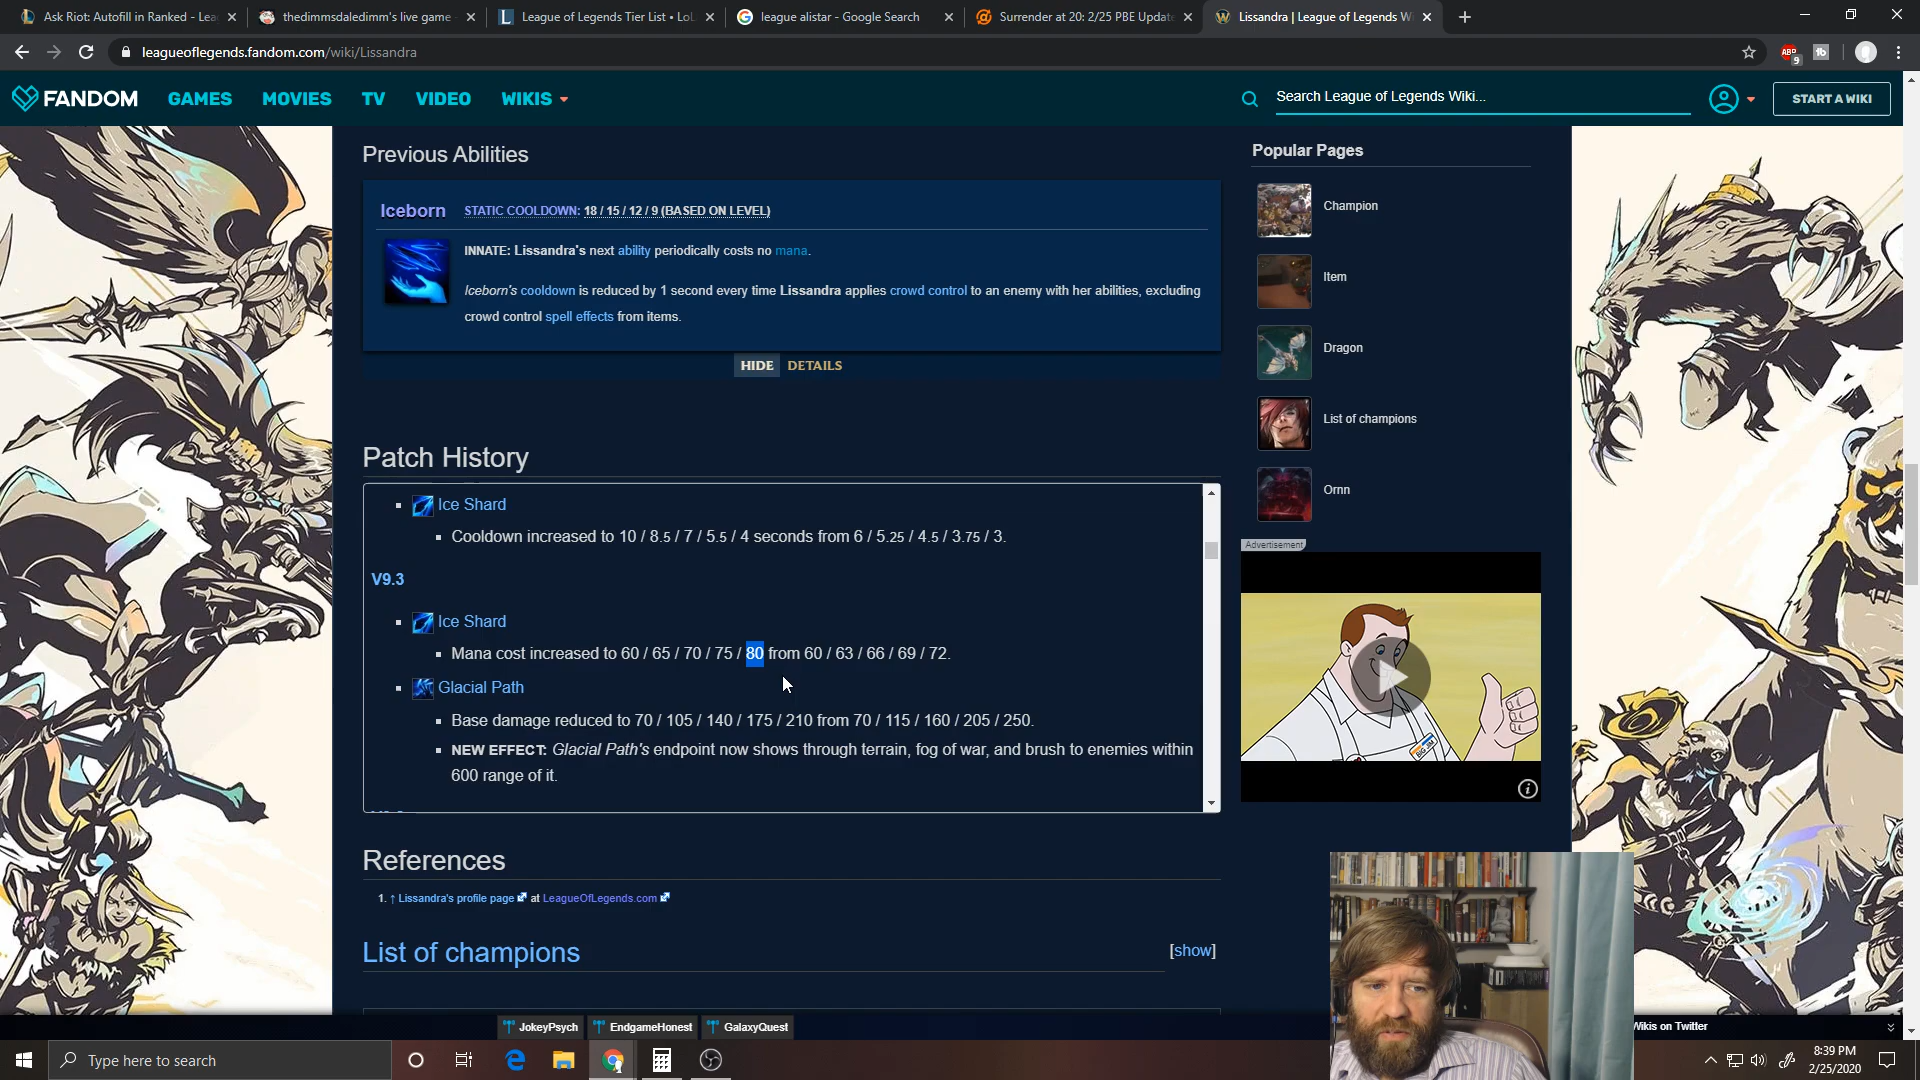 Ask Riot: Autofill in Ranked - Lea
thedimmsdaledimm's live game
League of Legends Tier List • LoL
league alistar - Google Search
Surrender at 20: 2/25 PBE Update
Lissandra | League of Legends W
leagueoflegends.fandom.com/wiki/Lissandra
ABP
9
tb
FANDOM
GAMES
MOVIES
TV
VIDEO
WIKIS
Search League of Legends Wiki...
START A WIKI
Previous Abilities
Iceborn STATIC COOLDOWN: 18 / 15 / 12 / 9 (BASED ON LEVEL)
INNATE: Lissandra's next ability periodically costs no mana.
Iceborn's cooldown is reduced by 1 second every time Lissandra applies crowd control to an enemy with her abilities, excluding
crowd control spell effects from items.
HIDE DETAILS
Patch History
Ice Shard
Cooldown increased to 10 / 8.5 / 7 / 5.5 / 4 seconds from 6 / 5.25 / 4.5 / 3.75 / 3.
V9.3
Ice Shard
Mana cost increased to 60 / 65 / 70 / 75 / 80 from 60 / 63 / 66 / 69 / 72.
Glacial Path
Base damage reduced to 70 / 105 / 140 / 175 / 210 from 70 / 115 / 160 / 205 / 250.
NEW EFFECT: Glacial Path's endpoint now shows through terrain, fog of war, and brush to enemies within
600 range of it.
References
1. ↑ Lissandra's profile page at LeagueOfLegends.com
List of champions
[show]
Popular Pages
Champion
Item
Dragon
List of champions
Ornn
Advertisement
BIG JIM
JokeyPsych
EndgameHonest
GalaxyQuest
Wikis on Twitter
Type here to search
8:39 PM
2/25/2020